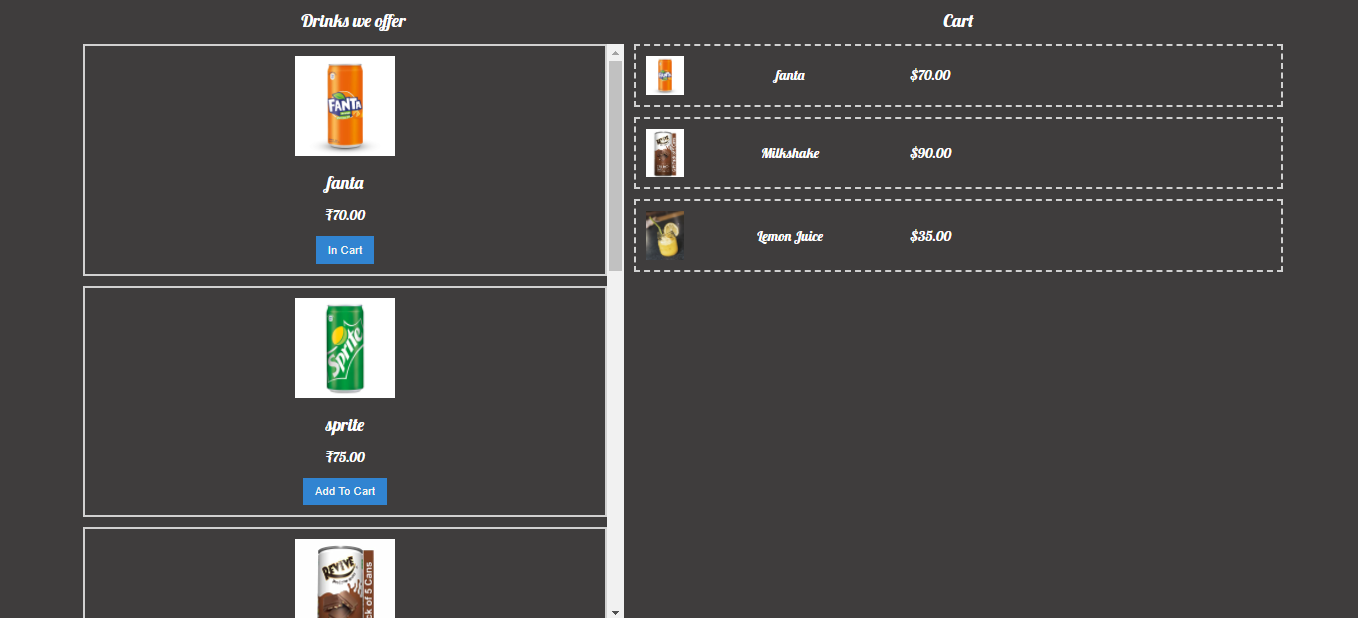 Drinks we offer
FANTA
fanta
₹70.00
In Cart
Sprite
sprite
₹75.00
Add To Cart
REVIVE
ck of 5 Cans
Cart
fanta
$70.00
Milkshake
$90.00
Lemon Juice
$35.00